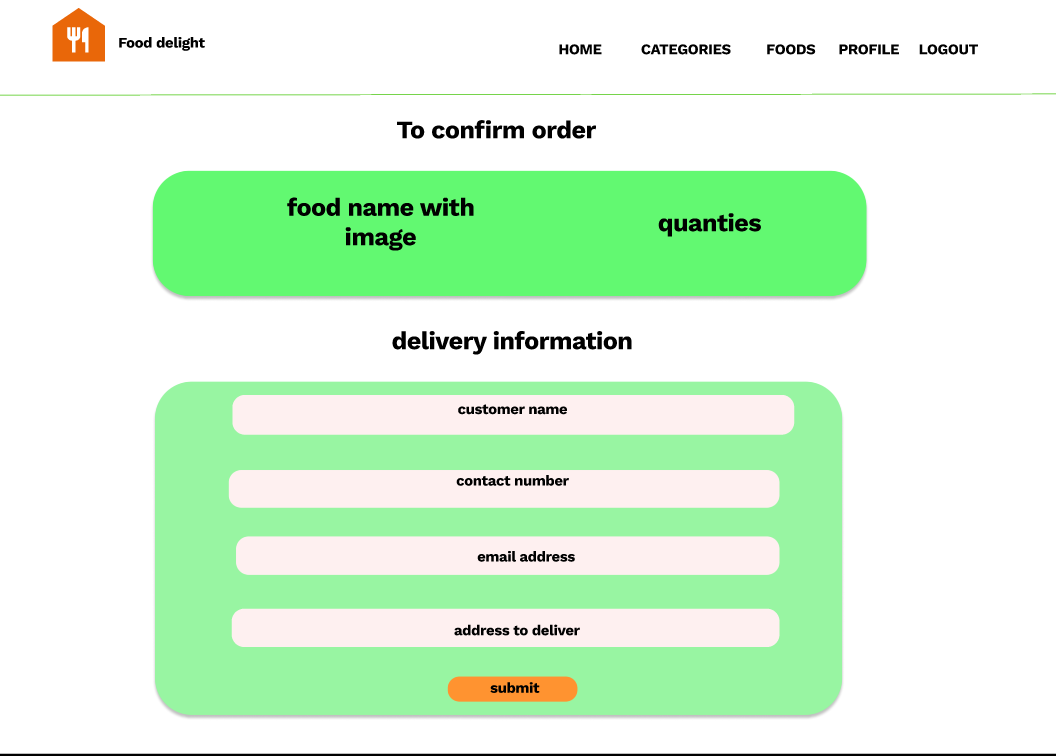 Food delight
HOME CATEGORIES FOODS PROFILE LOGOUT
To confirm order
food name with
image
quanties
delivery information
customer name
contact number
email address
address to deliver
submit